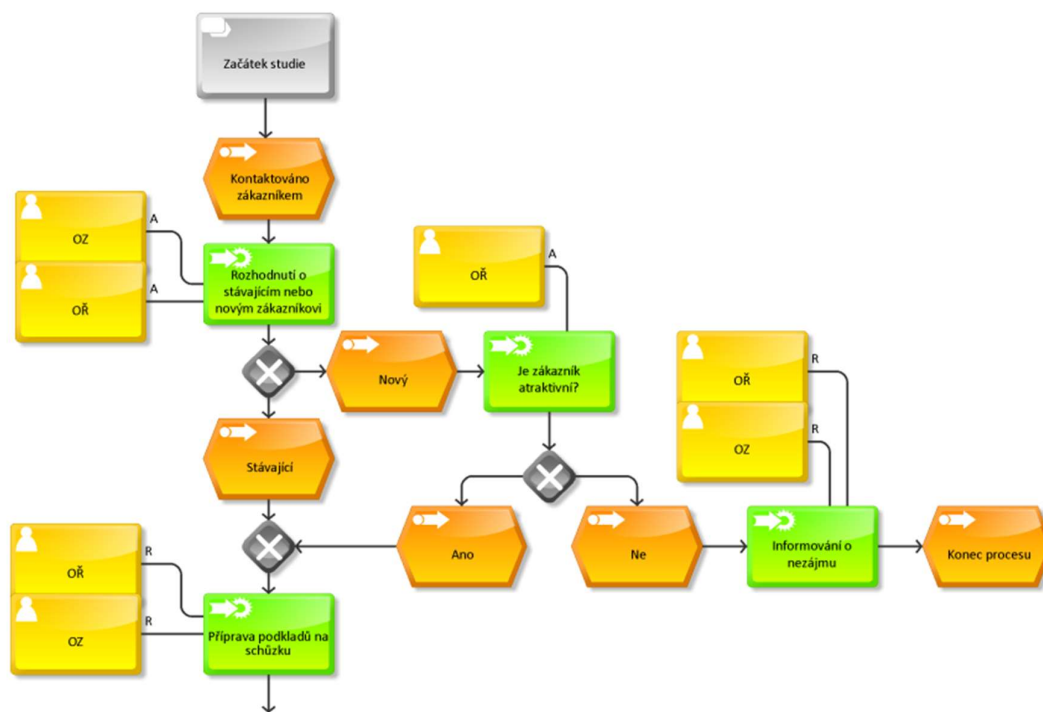 Začátek studie
Kontaktováno
zákazníkem
OZ
A
OŘ
A
Rozhodnutí o
stávajícím nebo
novým zákazníkovi
OŘ
A
Nový
Je zákazník
atraktivní?
OŘ
R
OZ
R
Stávající
Ano
Ne
Informování o
nezájmu
Konec procesu
OŘ
R
OZ
R
Příprava podkladů na
schůzku